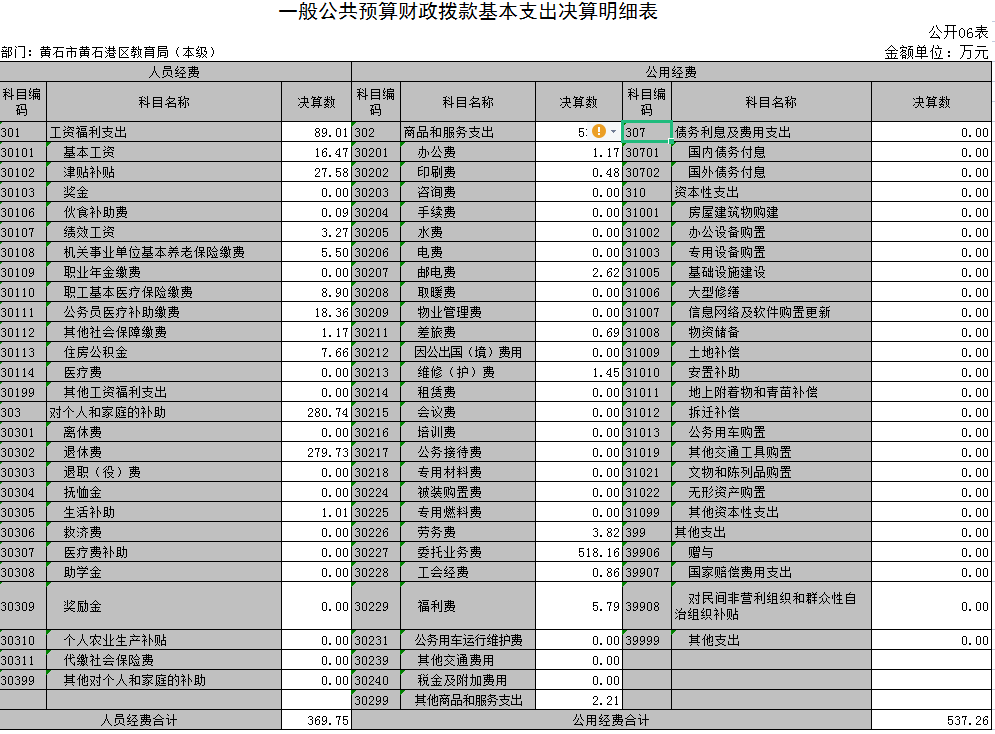 一般公共预算财政拨款基本支出决算明细表
公开06表
部门：黄石市黄石港区教育局（本级） 金额单位：万元
人员经费 公用经费
科目编码 科目名称 决算数 科目编码 科目名称 决算数 科目编码 科目名称 决算数
301 工资福利支出 89.01 302 商品和服务支出 307 债务利息及费用支出 0.00
30101 基本工资 16.47 30201 办公费 1.17 30701 国内债务付息 0.00
30102 津贴补贴 27.58 30202 印刷费 0.48 30702 国外债务付息 0.00
30103 奖金 0.00 30203 咨询费 0.00 310 资本性支出 0.00
30106 伙食补助费 0.09 30204 手续费 0.00 31001 房屋建筑物购建 0.00
30107 绩效工资 3.27 30205 水费 0.00 31002 办公设备购置 0.00
30108 机关事业单位基本养老保险缴费 5.50 30206 电费 0.00 31003 专用设备购置 0.00
30109 职业年金缴费 0.00 30207 邮电费 2.62 31005 基础设施建设 0.00
30110 职工基本医疗保险缴费 8.90 30208 取暖费 0.00 31006 大型修缮 0.00
30111 公务员医疗补助缴费 18.36 30209 物业管理费 0.00 31007 信息网络及软件购置更新 0.00
30112 其他社会保障缴费 1.17 30211 差旅费 0.69 31008 物资储备 0.00
30113 住房公积金 7.66 30212 因公出国（境）费用 0.00 31009 土地补偿 0.00
30114 医疗费 0.00 30213 维修（护）费 1.45 31010 安置补助 0.00
30199 其他工资福利支出 0.00 30214 租赁费 0.00 31011 地上附着物和青苗补偿 0.00
303 对个人和家庭的补助 280.74 30215 会议费 0.00 31012 拆迁补偿 0.00
30301 离休费 0.00 30216 培训费 0.00 31013 公务用车购置 0.00
30302 退休费 279.73 30217 公务接待费 0.00 31019 其他交通工具购置 0.00
30303 退职（役）费 0.00 30218 专用材料费 0.00 31021 文物和陈列品购置 0.00
30304 抚恤金 0.00 30224 被装购置费 0.00 31022 无形资产购置 0.00
30305 生活补助 1.01 30225 专用燃料费 0.00 31099 其他资本性支出 0.00
30306 救济费 0.00 30226 劳务费 3.82 399 其他支出 0.00
30307 医疗费补助 0.00 30227 委托业务费 518.16 39906 赠与 0.00
30308 助学金 0.00 30228 工会经费 0.86 39907 国家赔偿费用支出 0.00
30309 奖励金 0.00 30229 福利费 5.79 39908 对民间非营利组织和群众性自治组织补贴 0.00
30310 个人农业生产补贴 0.00 30231 公务用车运行维护费 0.00 39999 其他支出 0.00
30311 代缴社会保险费 0.00 30239 其他交通费用 0.00
30399 其他对个人和家庭的补助 0.00 30240 税金及附加费用 0.00
30299 其他商品和服务支出 2.21
人员经费合计 369.75 公用经费合计 537.26